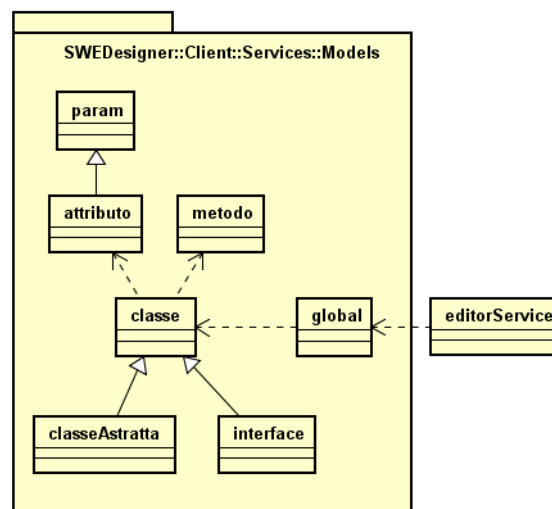 SWEDesigner::Client::Services::Models
param
attributo
metodo
classe
global
editorService
classeAstratta
interface